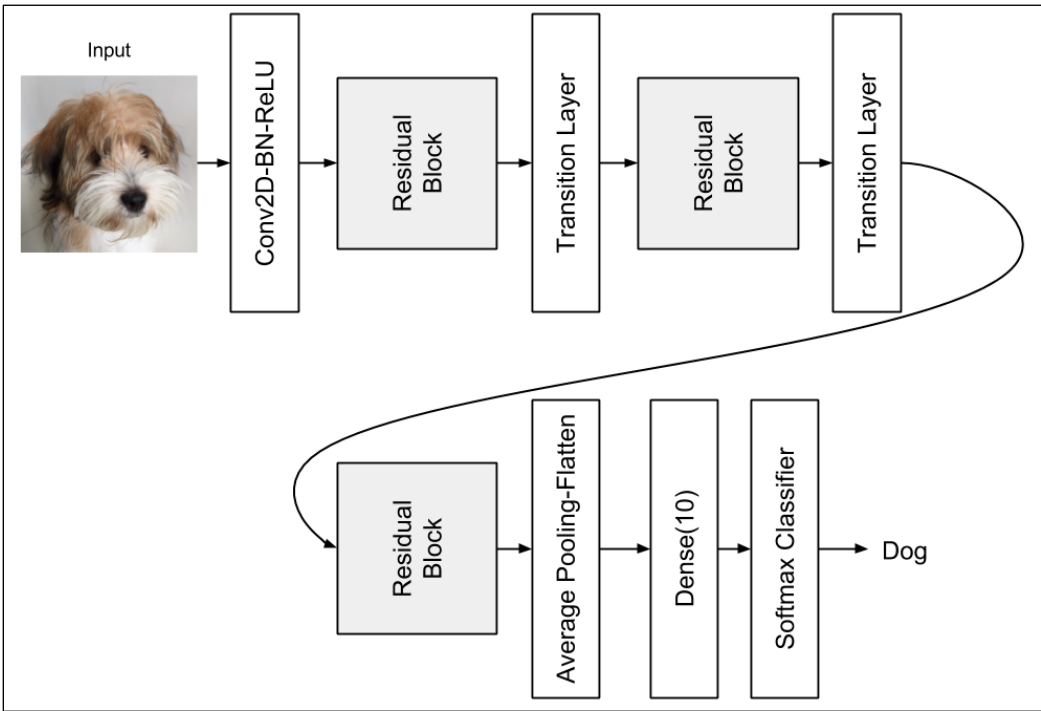 Input
Conv2D-BN-ReLU
Residual
Block
Transition Layer
Residual
Block
Transition Layer
Residual
Block
Average Pooling-Flatten
Dense(10)
Softmax Classifier
Dog